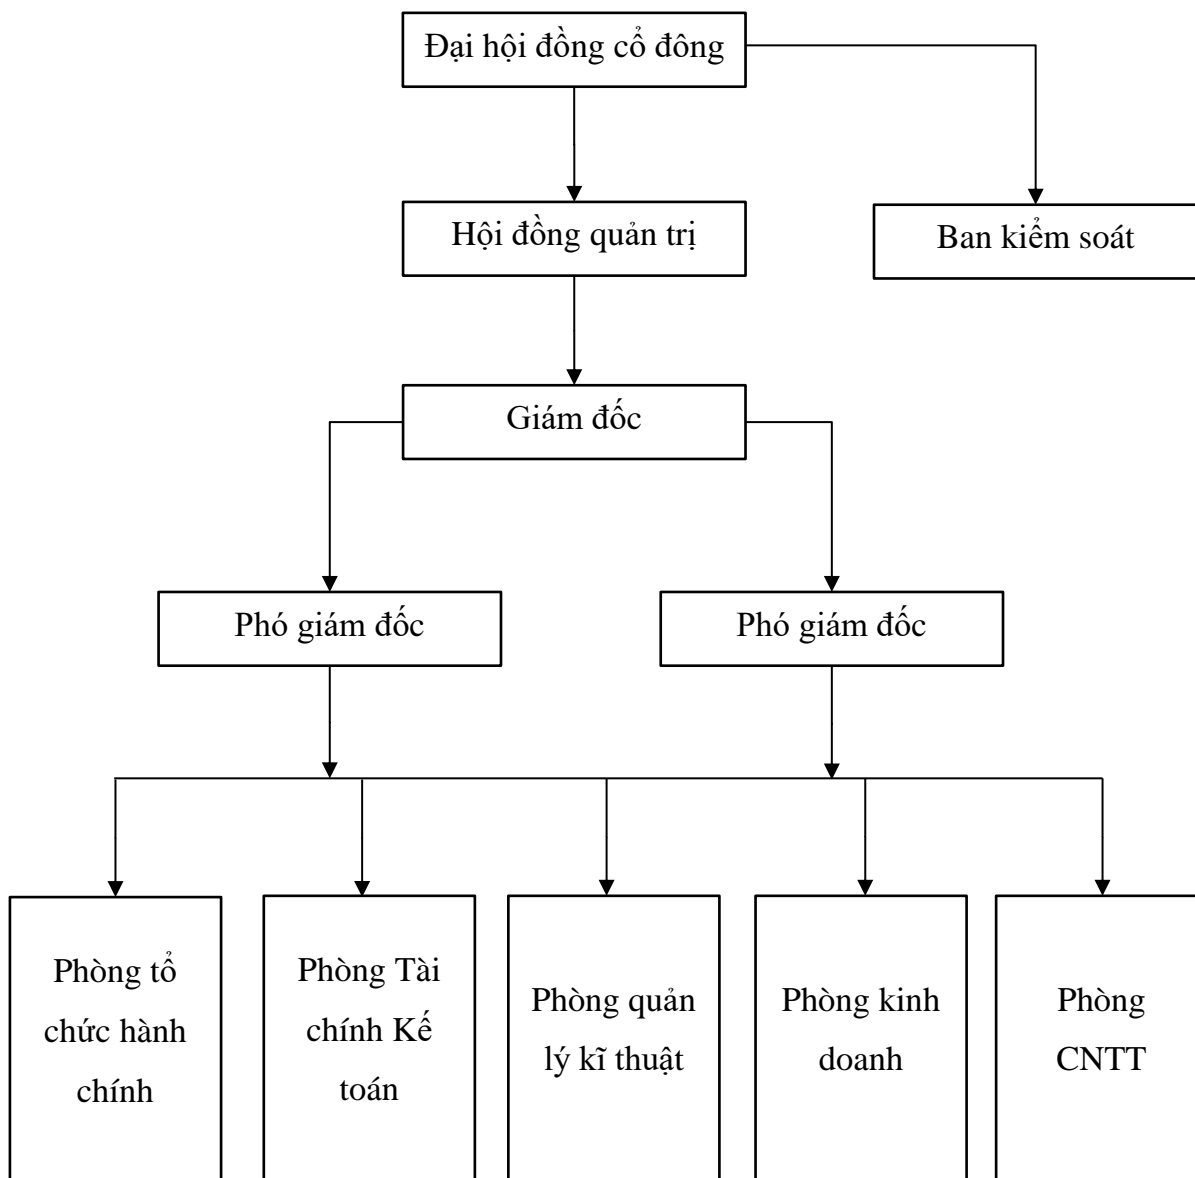 Đại hội đồng cổ đông
Hội đồng quản trị
Ban kiểm soát
Giám đốc
Phó giám đốc
Phó giám đốc
Phòng tổ
chức hành
chính
Phòng Tài
chính Kế
toán
Phòng quản
lý kĩ thuật
Phòng kinh
doanh
Phòng
CNTT